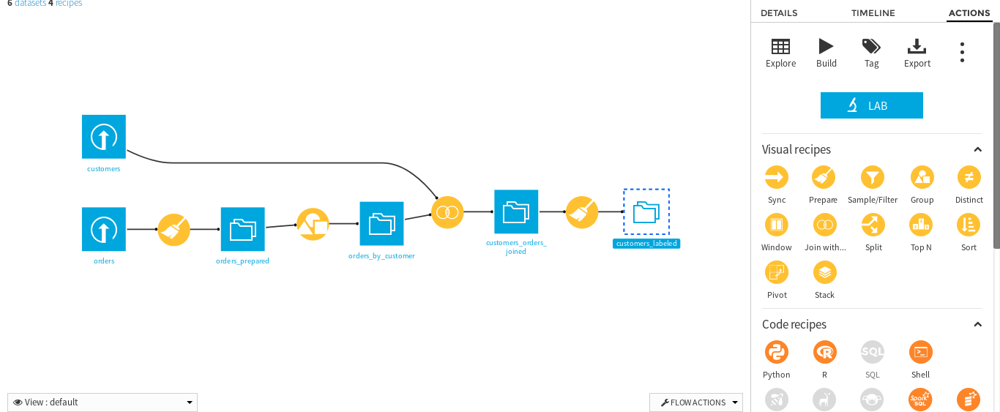 6 datasets 4 recipes
customers
orders
orders_prepared
orders_by_customer
customers_orders_
joined
customers_labeled
View : default
FLOW ACTIONS
DETAILS TIMELINE ACTIONS
Explore Build Tag Export
LAB
Visual recipes
Sync Prepare Sample/Filter Group Distinct
Window Join with... Split Top N Sort
Pivot Stack
Code recipes
R SQL
Python R SQL Shell
Spark
SQL